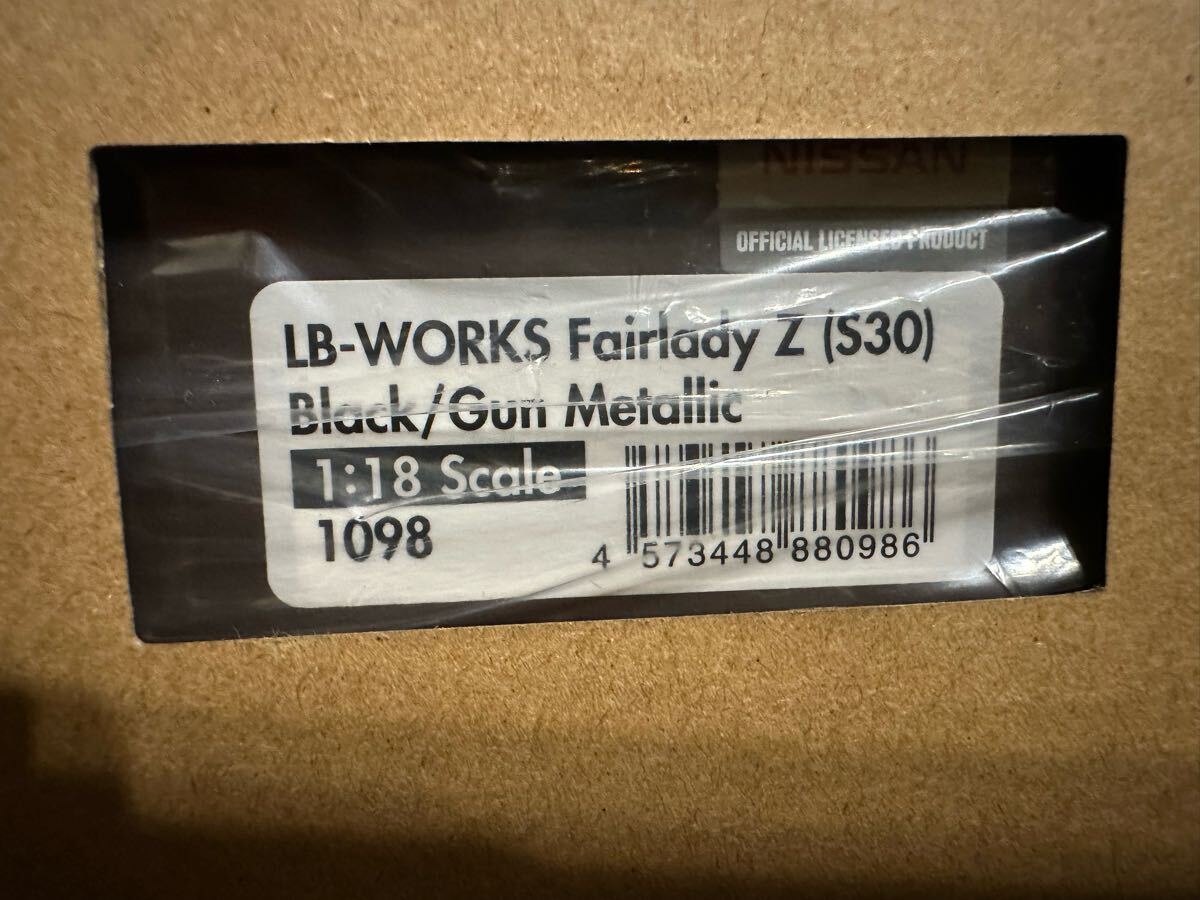 NISSAN
OFFICIAL LICENSED PRODUCT
LB-WORKS Fairlady Z (S30)
Black/Gun Metallic
1:18 Scale
1098
4 573448 880986